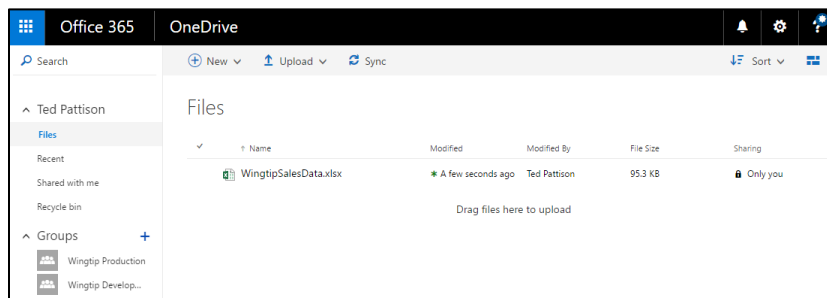 Office 365 OneDrive
Search
New Upload Sync Sort
Ted Pattison
Files
Recent
Shared with me
Recycle bin
Groups +
Wingtip Production
Wingtip Develop...
Files
Name Modified Modified By File Size Sharing
WingtipSalesData.xlsx A few seconds ago Ted Pattison 95.3 KB Only you
Drag files here to upload